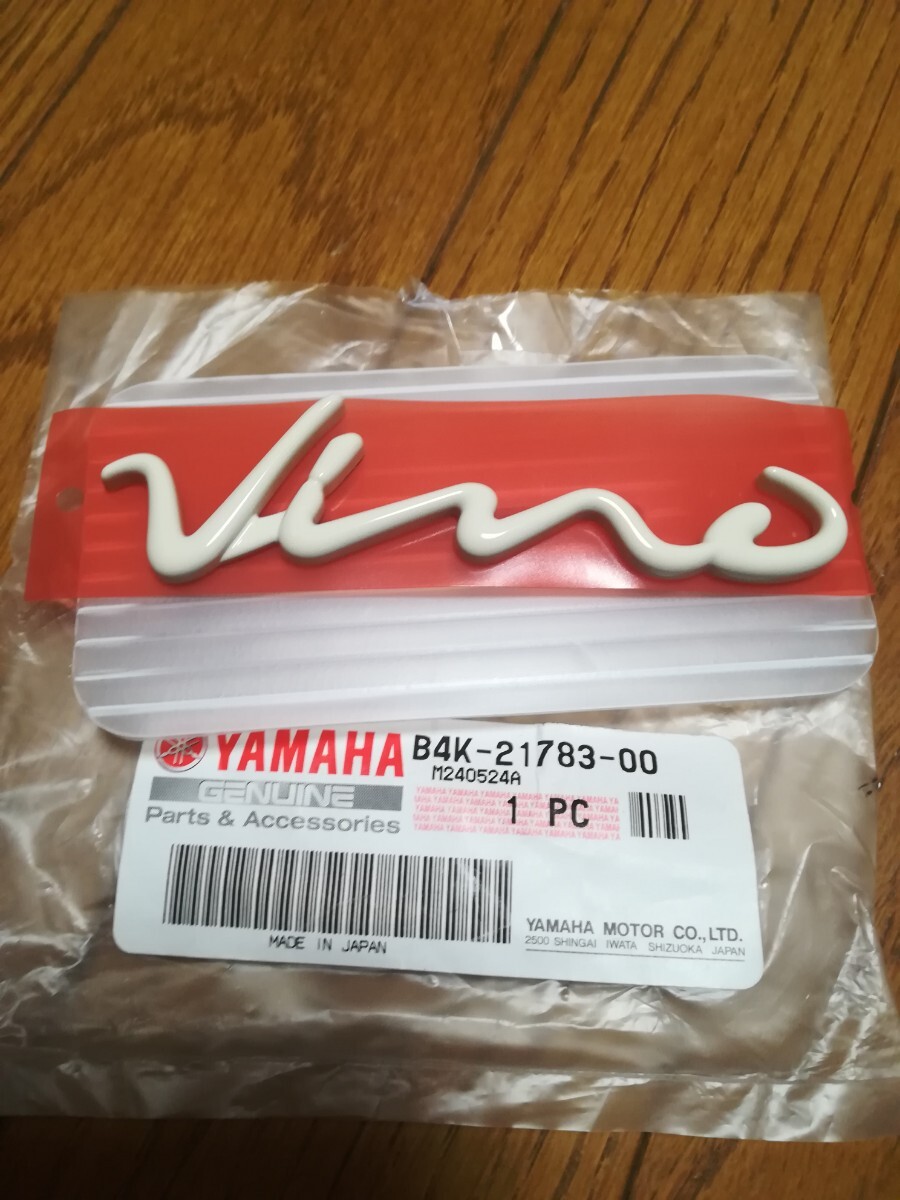 Vino
YAMAHA
B4K-21783-00
M240524A
GENUINE
Parts & Accessories
1 PC
MADE IN JAPAN
YAMAHA MOTOR CO.,LTD.
2500 SHINGAI IWATA SHIZUOKA JAPAN